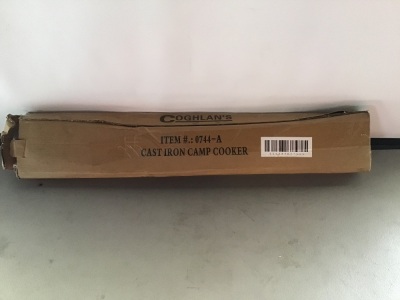 COGHLAN'S
ITEM #.: 0744-A
CAST IRON CAMP COOKER